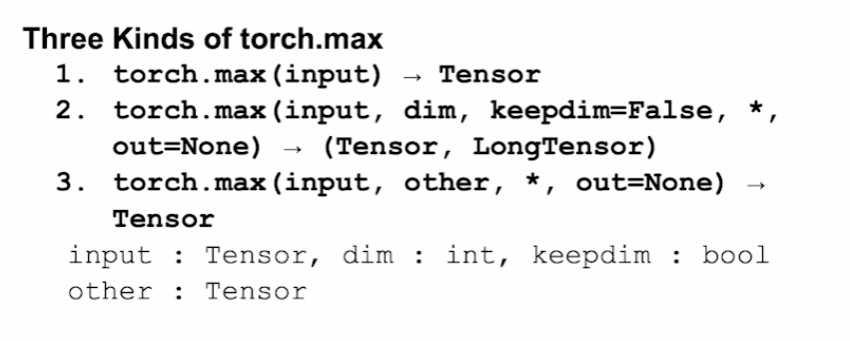 Three Kinds of torch.max
1. torch.max(input) → Tensor
2. torch.max(input, dim, keepdim=False, *,
out=None) → (Tensor, LongTensor)
3. torch.max(input, other, *, out=None) →
Tensor
input : Tensor, dim : int, keepdim : bool
other : Tensor